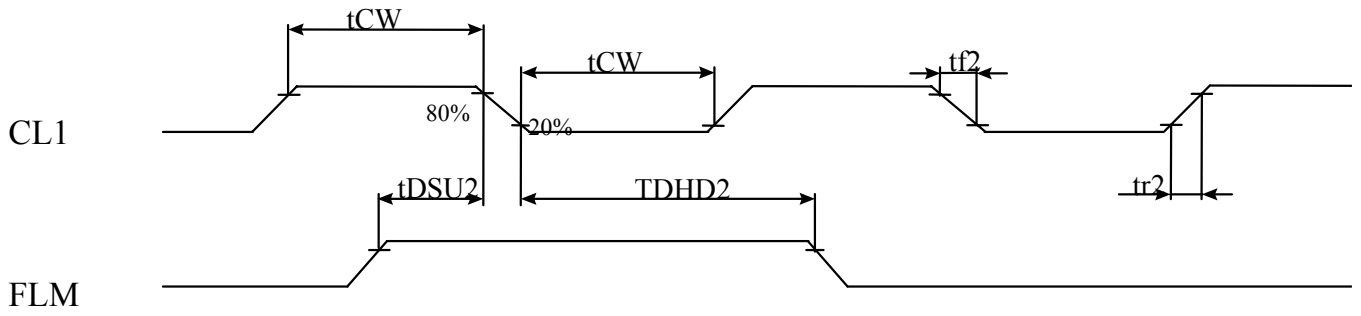 tCW
tCW
tf2
80%
20%
CL1
tDSU2
TDHD2
tr2
FLM